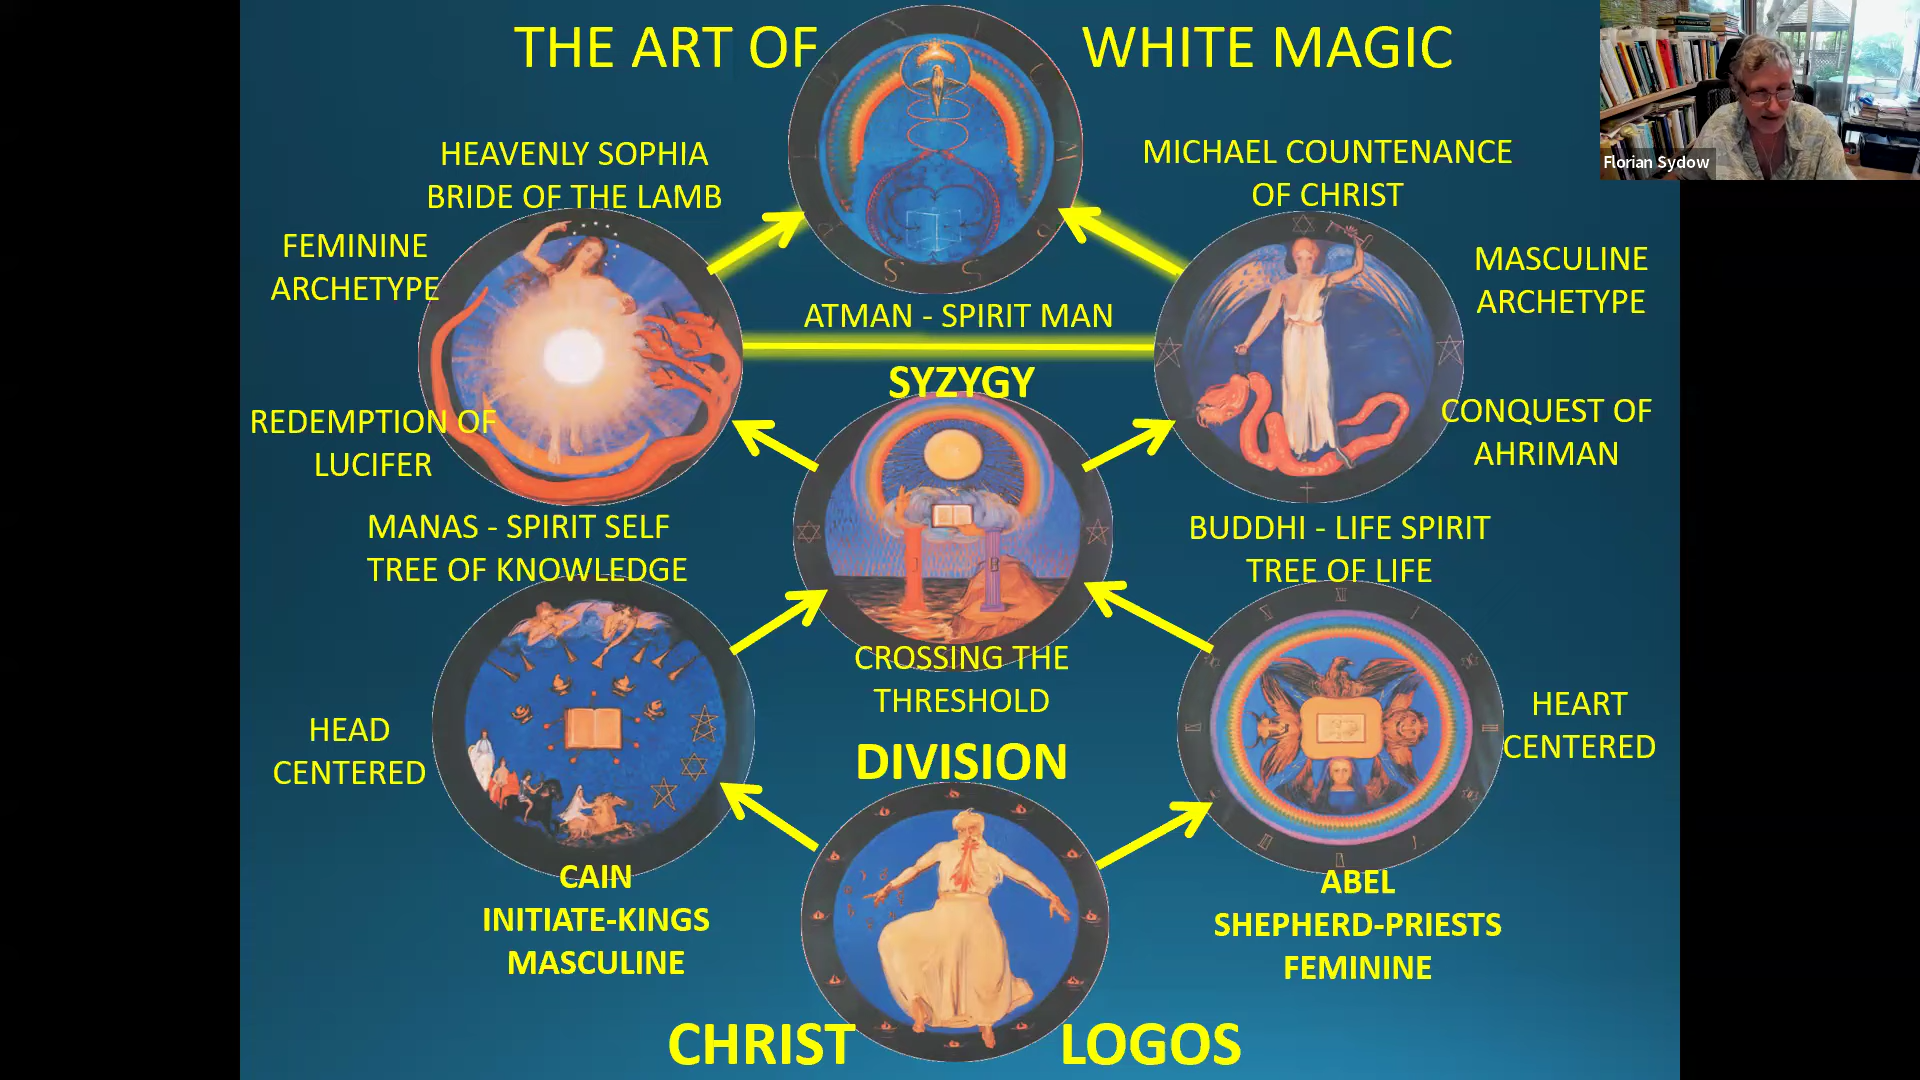 THE ART OF WHITE MAGIC
Florian Sydow
HEAVENLY SOPHIA
BRIDE OF THE LAMB
MICHAEL COUNTENANCE
OF CHRIST
FEMININE
ARCHETYPE
MASCULINE
ARCHETYPE
ATMAN - SPIRIT MAN
SYZYGY
REDEMPTION OF
LUCIFER
CONQUEST OF
AHRIMAN
MANAS - SPIRIT SELF
TREE OF KNOWLEDGE
BUDDHI - LIFE SPIRIT
TREE OF LIFE
CROSSING THE
THRESHOLD
HEAD
CENTERED
HEART
CENTERED
DIVISION
CAIN
INITIATE-KINGS
MASCULINE
ABEL
SHEPHERD-PRIESTS
FEMININE
CHRIST LOGOS